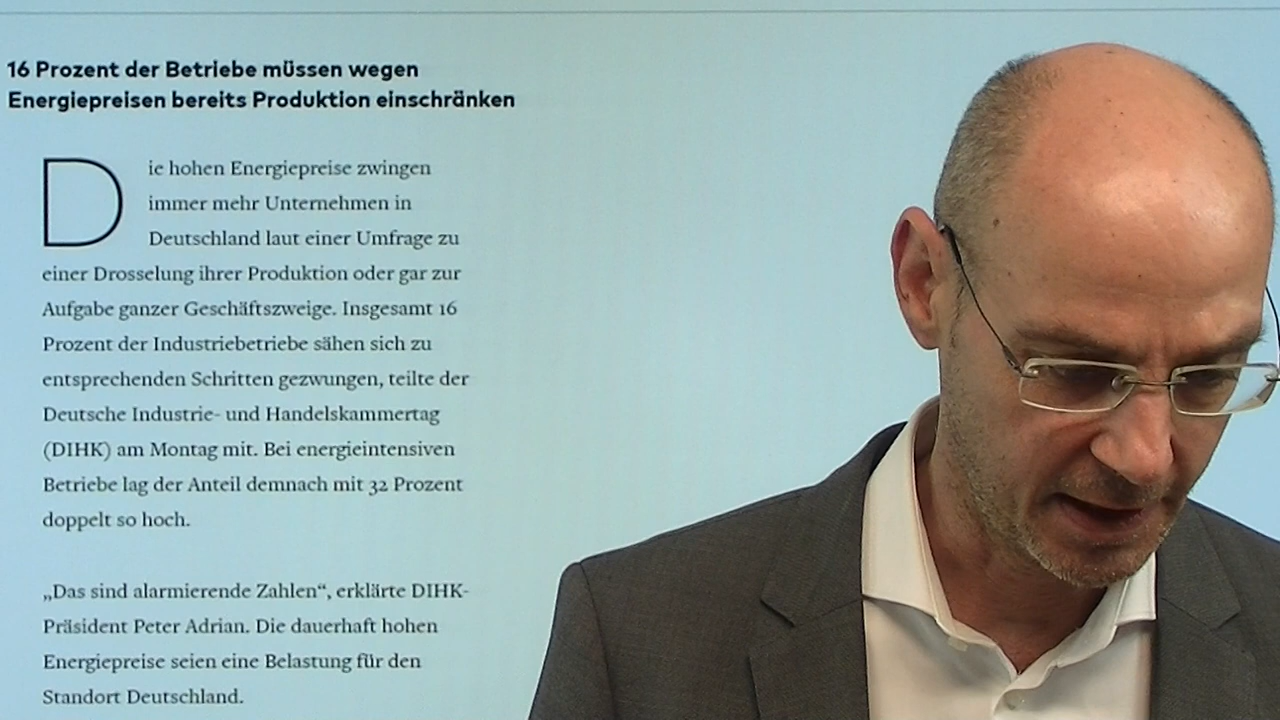 16 Prozent der Betriebe müssen wegen
Energiepreisen bereits Produktion einschränken
Die hohen Energiepreise zwingen
immer mehr Unternehmen in
Deutschland laut einer Umfrage zu
einer Drosselung ihrer Produktion oder gar zur
Aufgabe ganzer Geschäftszweige. Insgesamt 16
Prozent der Industriebetriebe sähen sich zu
entsprechenden Schritten gezwungen, teilte der
Deutsche Industrie- und Handelskammertag
(DIHK) am Montag mit. Bei energieintensiven
Betriebe lag der Anteil demnach mit 32 Prozent
doppelt so hoch.
„Das sind alarmierende Zahlen“, erklärte DIHK-
Präsident Peter Adrian. Die dauerhaft hohen
Energiepreise seien eine Belastung für den
Standort Deutschland.